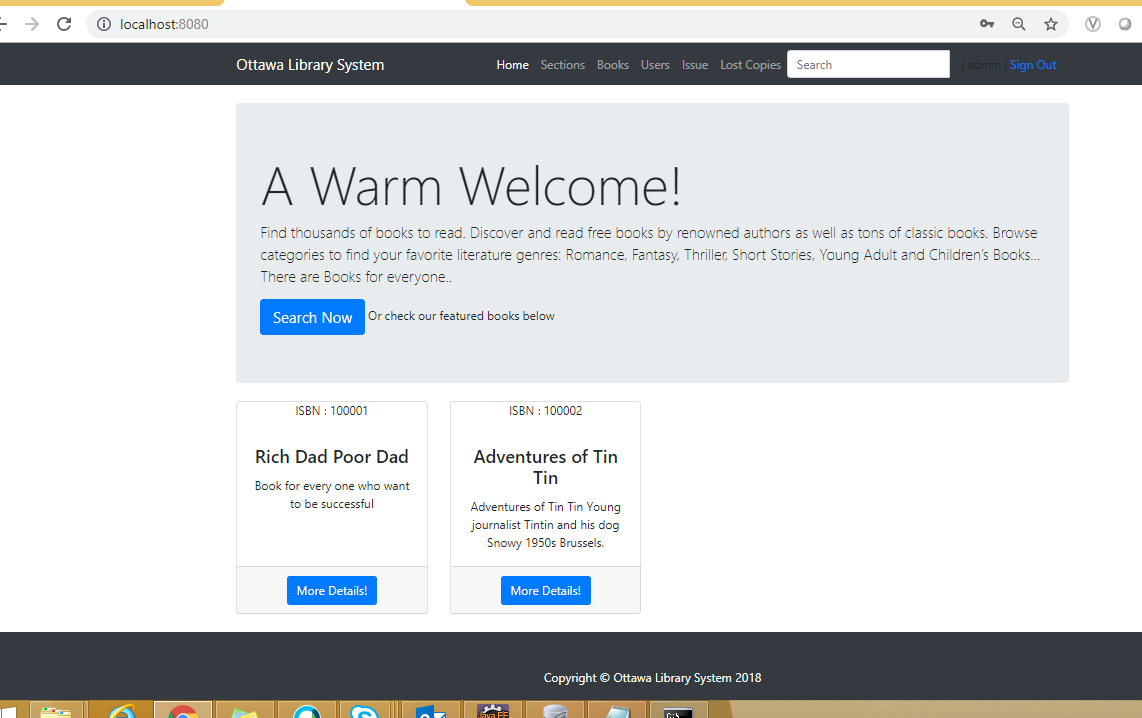 localhost:8080
Ottawa Library System
Home Sections Books Users Issue Lost Copies Search | admin | Sign Out
A Warm Welcome!
Find thousands of books to read. Discover and read free books by renowned authors as well as tons of classic books. Browse
categories to find your favorite literature genres: Romance, Fantasy, Thriller, Short Stories, Young Adult and Children’s Books...
There are Books for everyone..
Search Now Or check our featured books below
ISBN : 100001
Rich Dad Poor Dad
Book for every one who want
to be successful
More Details!
ISBN : 100002
Adventures of Tin
Tin
Adventures of Tin Tin Young
journalist Tintin and his dog
Snowy 1950s Brussels.
More Details!
Copyright © Ottawa Library System 2018
Java EE